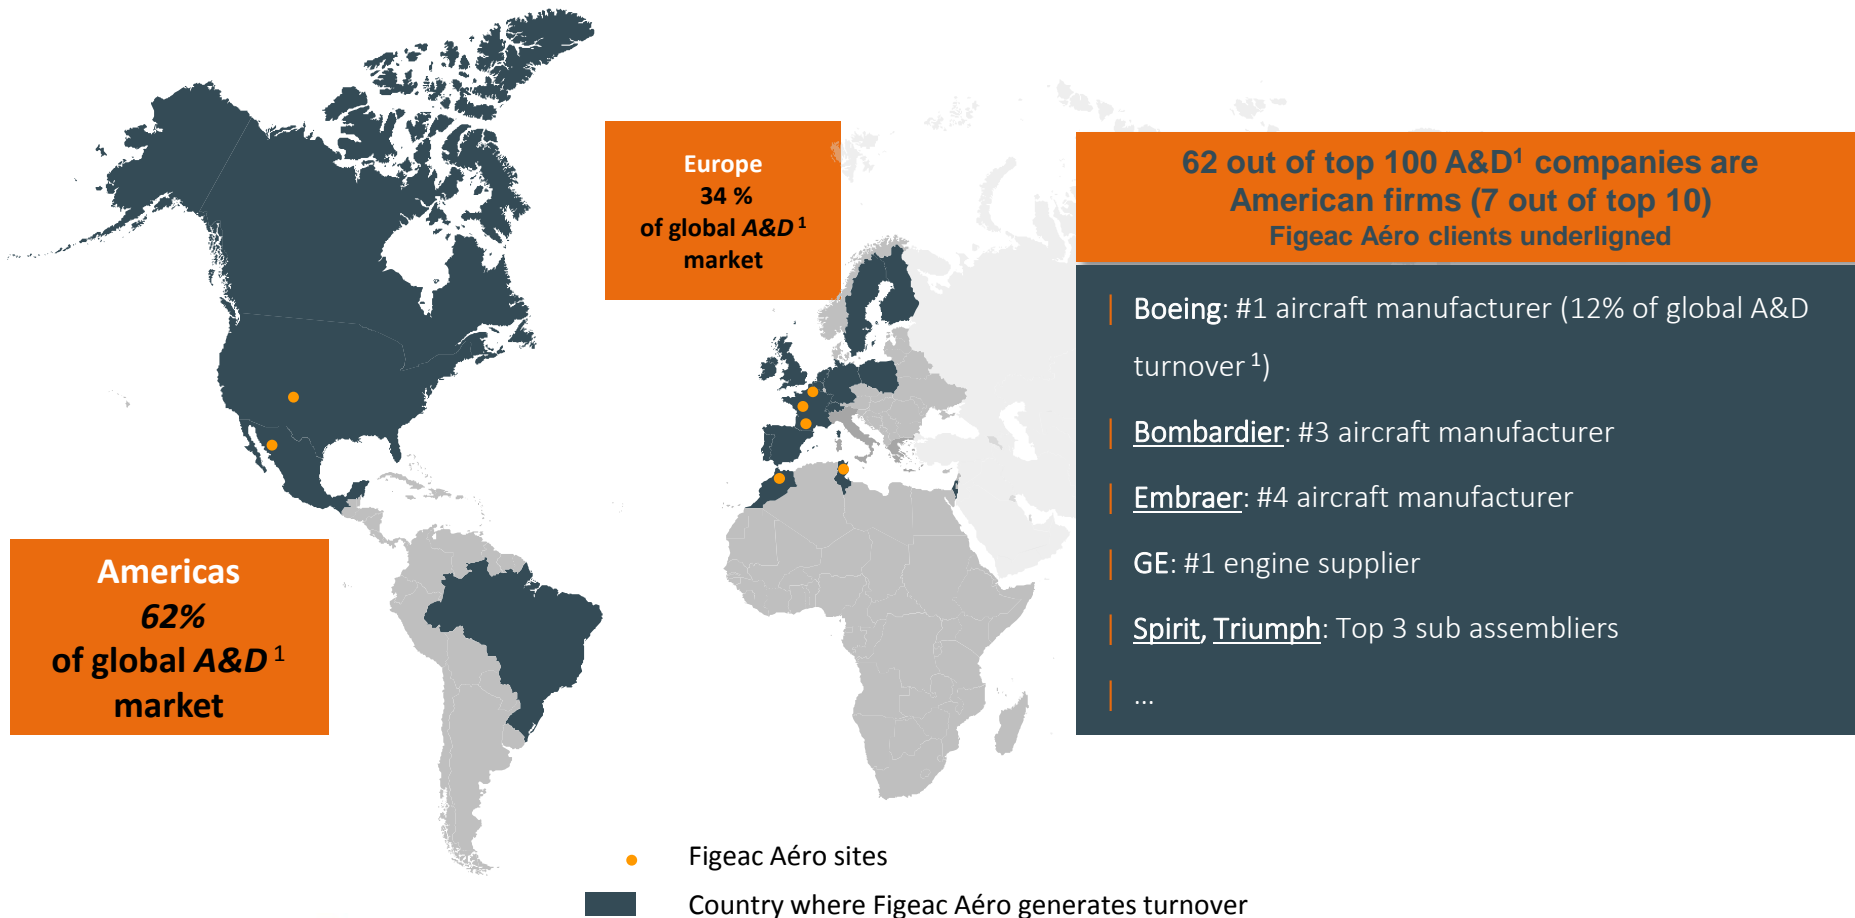 Europe
34 %
of global A&D 1
market
62 out of top 100 A&D1 companies are
American firms (7 out of top 10)
Figeac Aéro clients underligned
Boeing: #1 aircraft manufacturer (12% of global A&D
turnover 1)
Bombardier: #3 aircraft manufacturer
Embraer: #4 aircraft manufacturer
GE: #1 engine supplier
Spirit, Triumph: Top 3 sub assembliers
...
Americas
62%
of global A&D 1
market
Figeac Aéro sites
Country where Figeac Aéro generates turnover